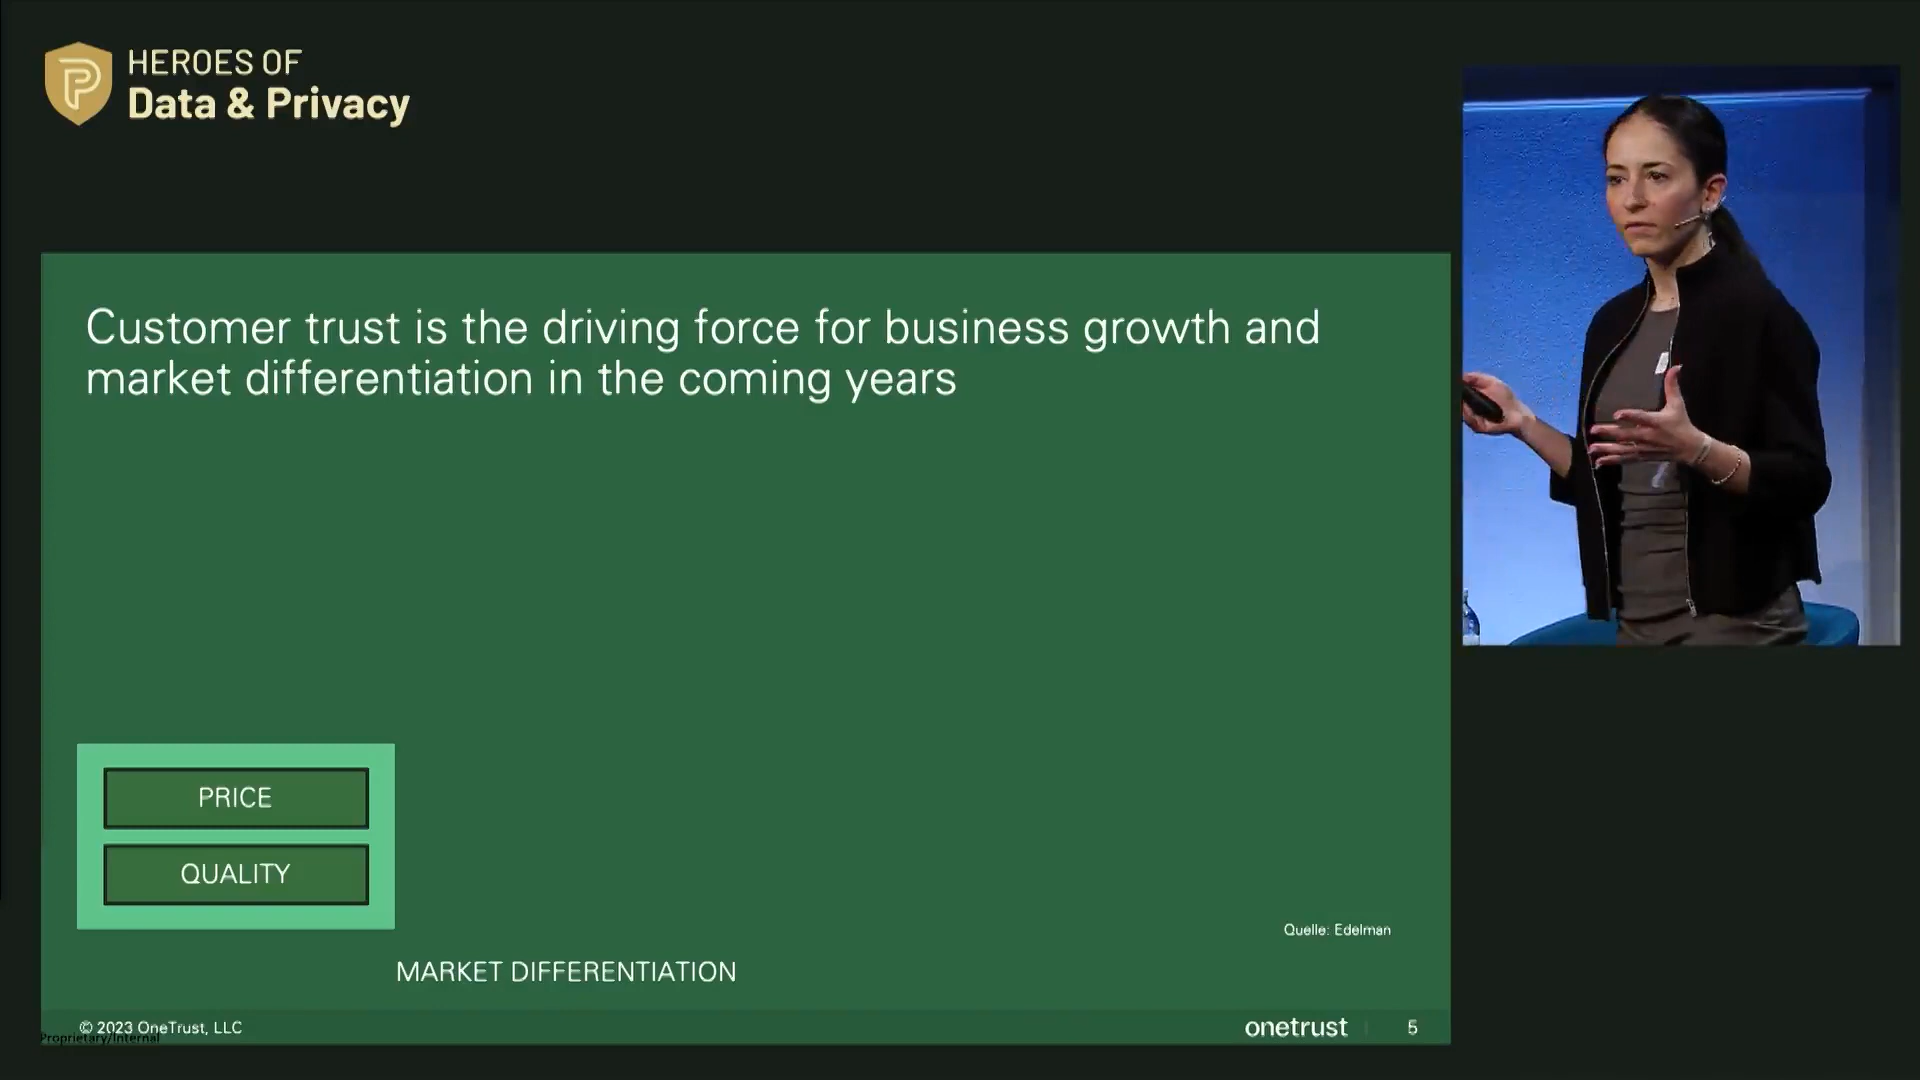 HEROES OF
Data & Privacy
Customer trust is the driving force for business growth and
market differentiation in the coming years
PRICE
QUALITY
Quelle: Edelman
MARKET DIFFERENTIATION
© 2023 OneTrust, LLC
Proprietary/Internal
onetrust
5